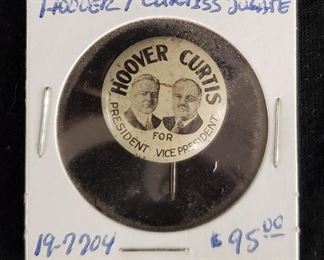 HOOVER / CURTISS JUGATE
HOOVER CURTIS
FOR
PRESIDENT VICE PRESIDENT
19-7704 $95.00